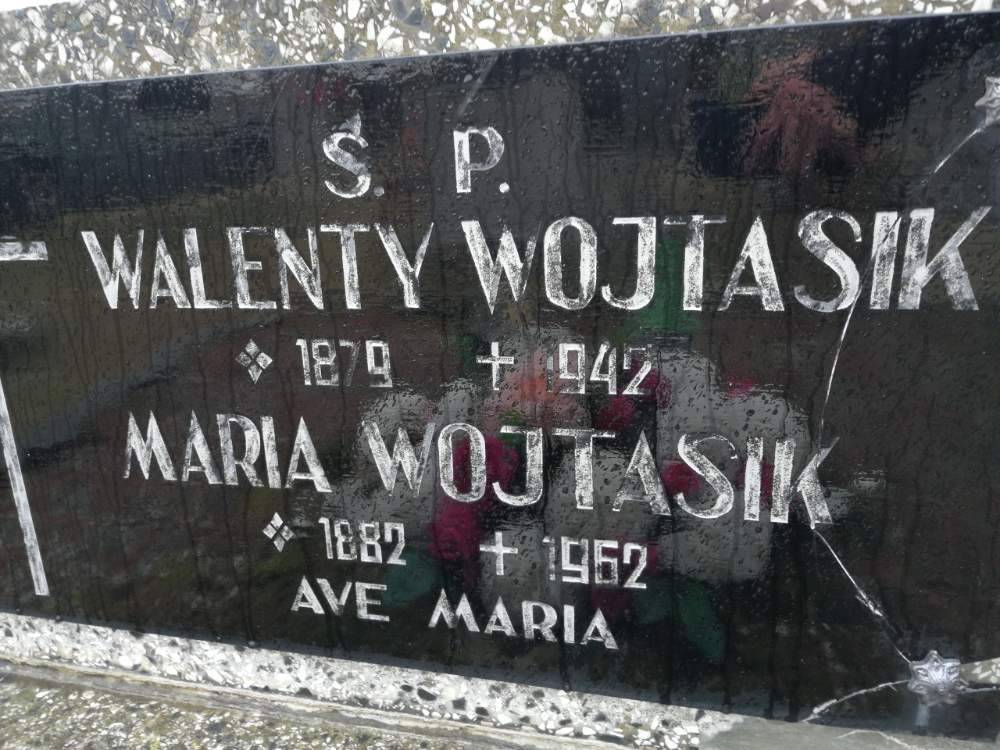 Ś. P.
WALENTY WOJTASIK
1879 + 1942
MARIA WOJTASIK
1882 + 1962
AVE MARIA